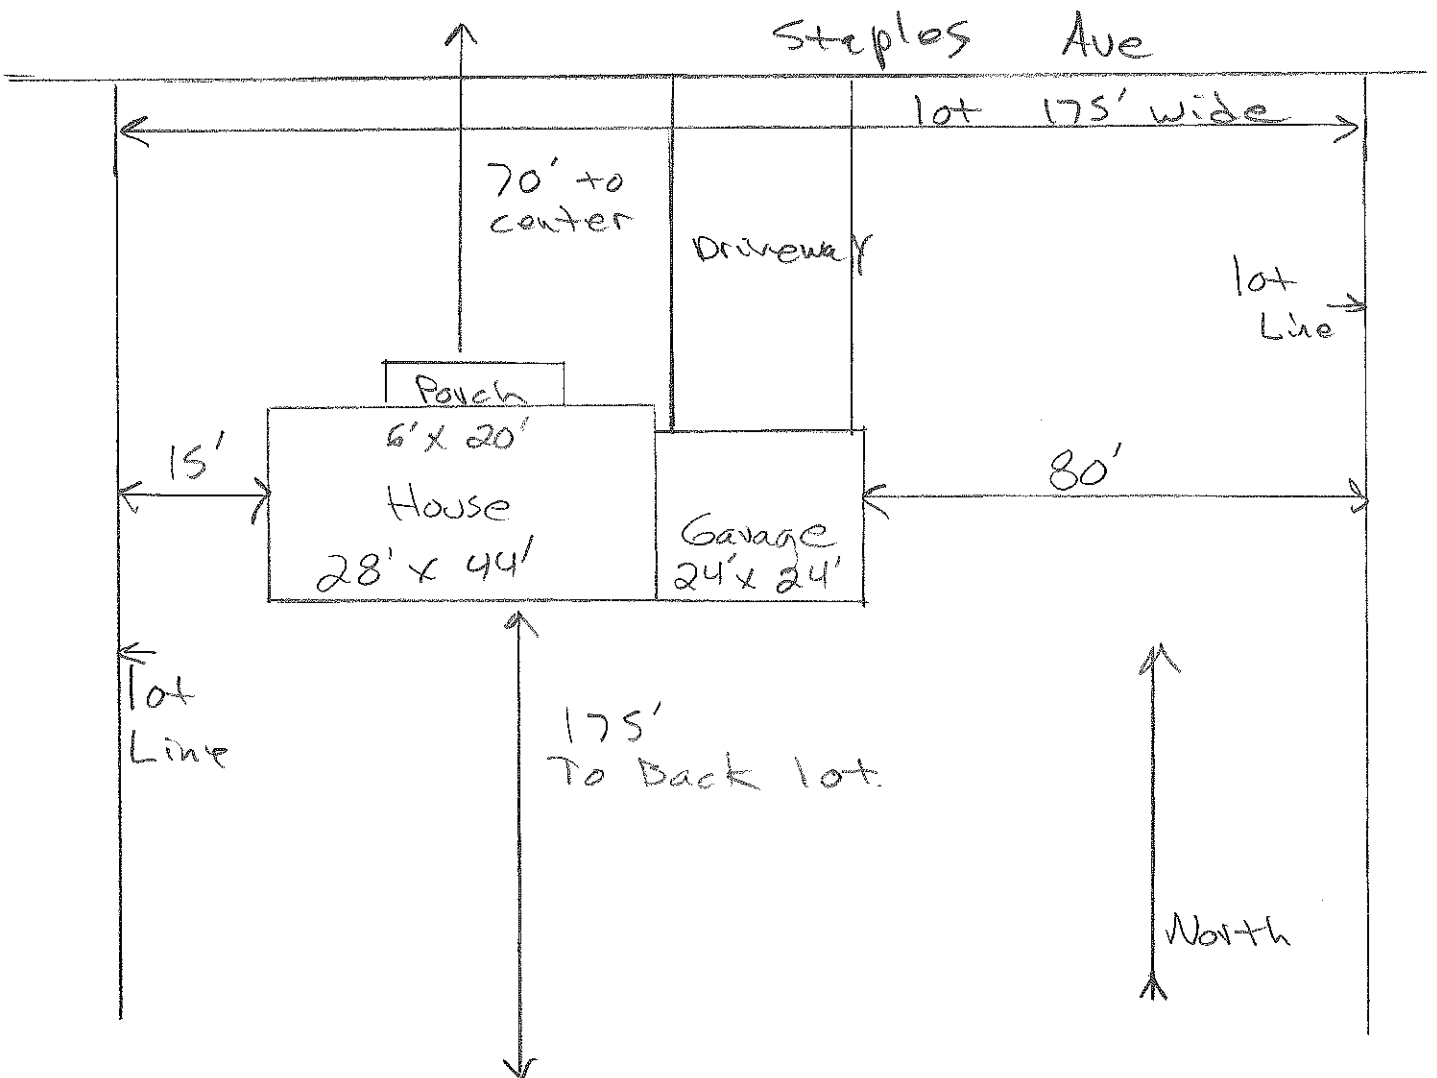 Staples Ave
lot 175' wide
70' to
center
Driveway
lot
Line
Porch
6' x 20'
15'
House
28' x 44'
Garage
24' x 24'
80'
lot
Line
175'
To Back lot.
North